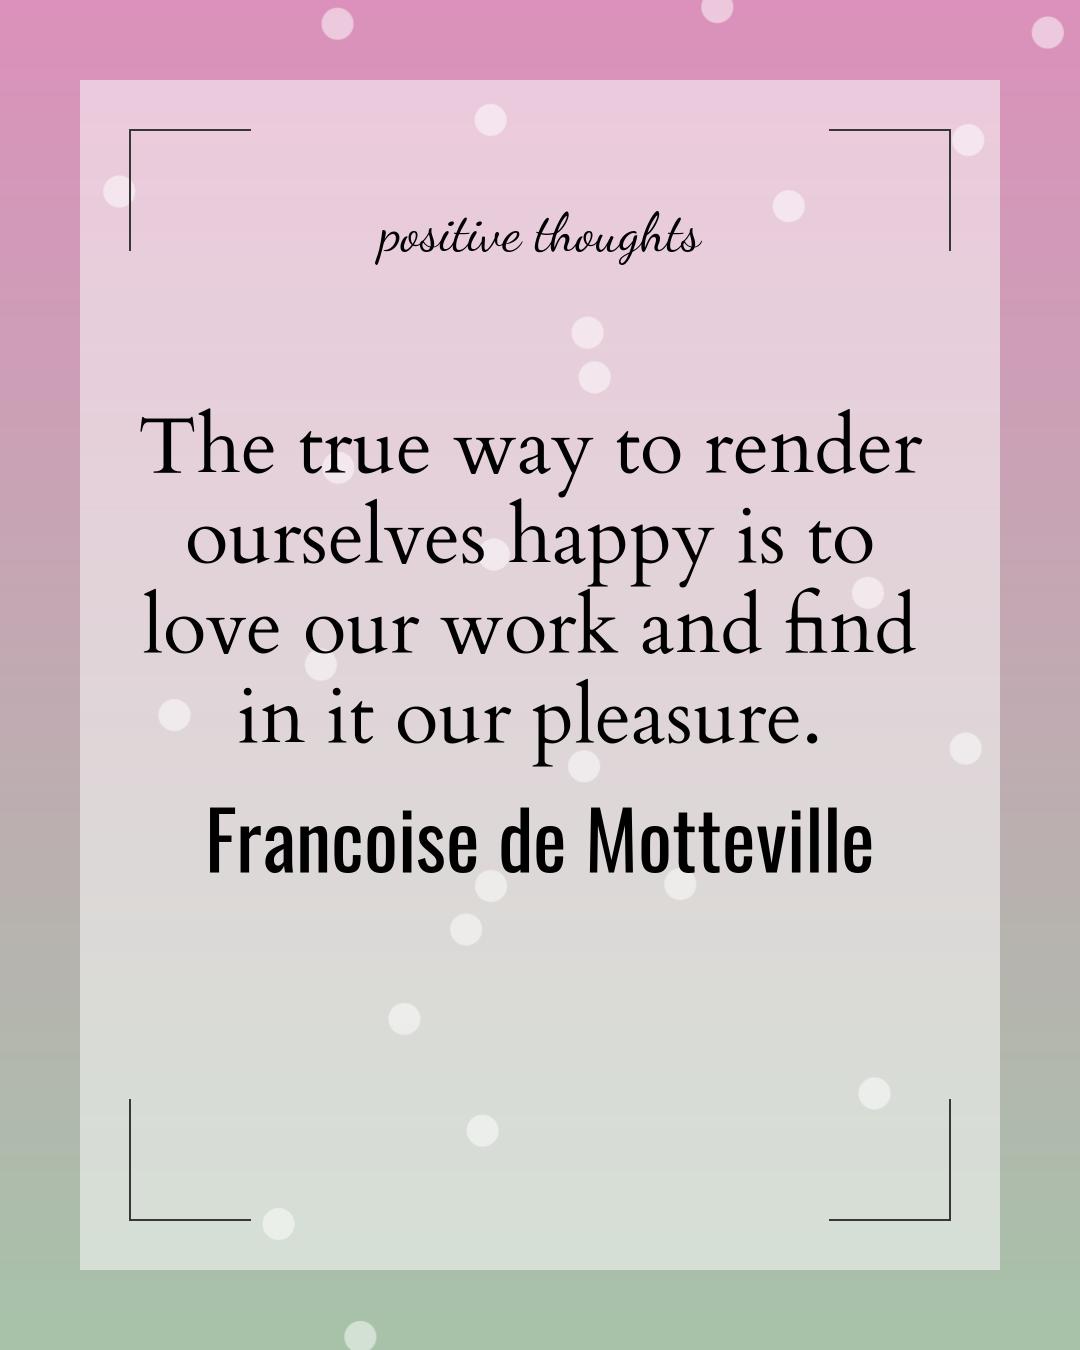 positive thoughts
The true way to render
ourselves happy is to
love our work and find
in it our pleasure.
Francoise de Motteville